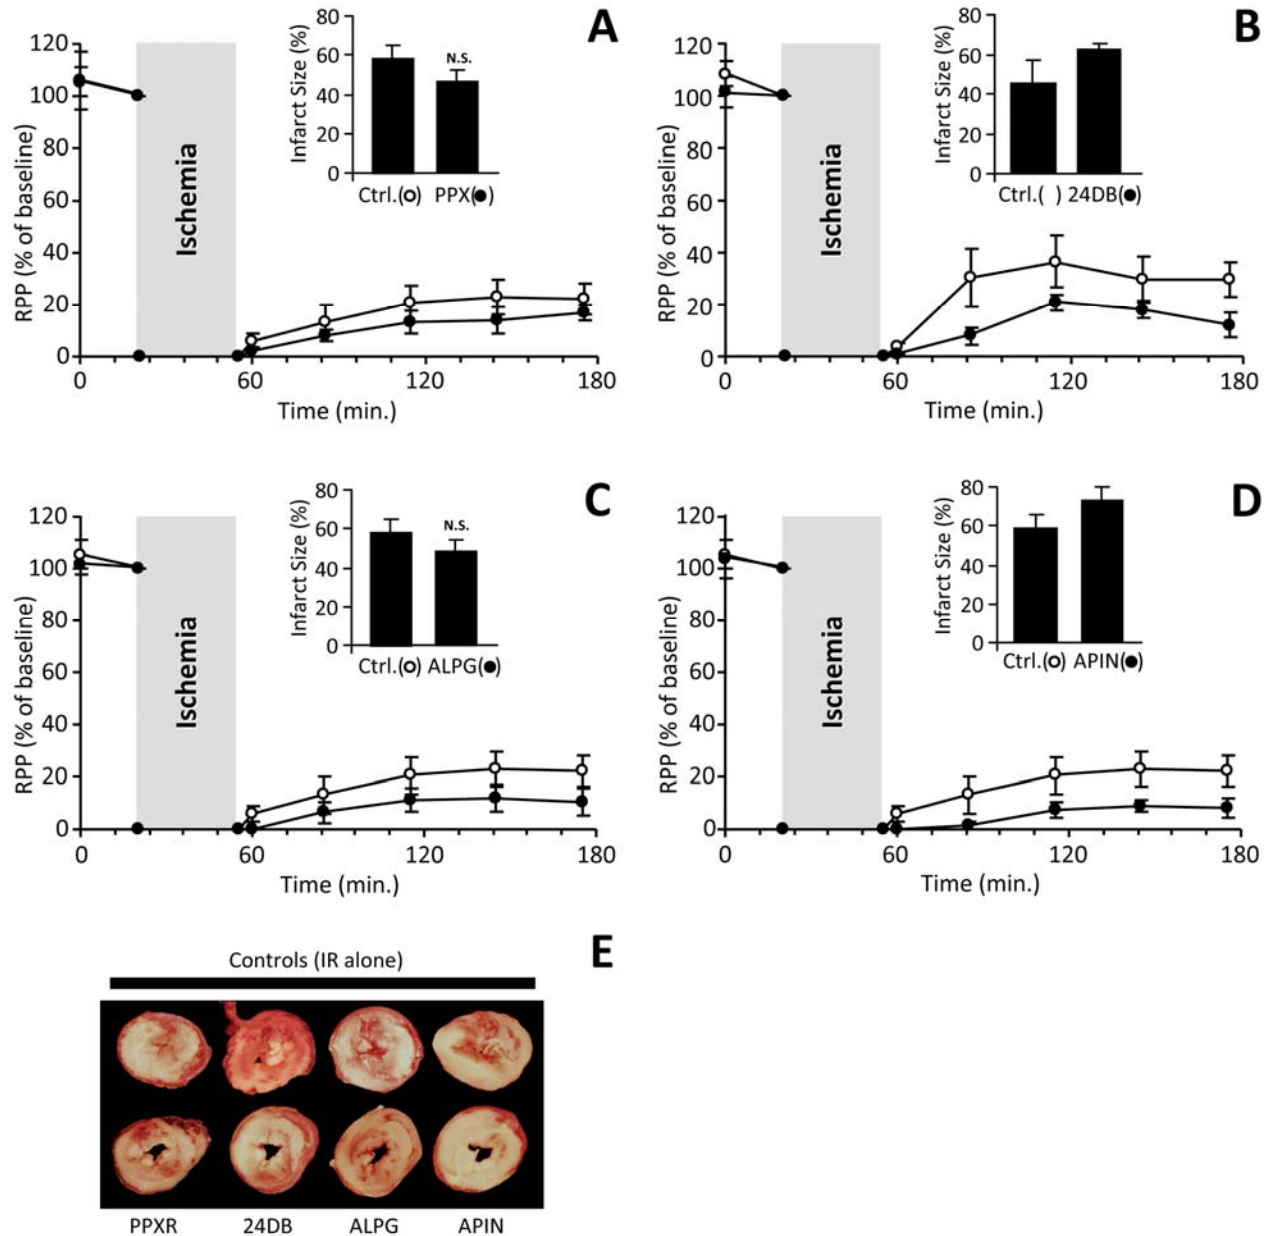 A
120
100
80
60
40
20
0
RPP (% of baseline)
Ischemia
0 60 120 180
Time (min.)
80
60
40
20
0
Infarct Size (%)
N.S.
Ctrl.(o) PPX(●)
B
120
100
80
60
40
20
0
RPP (% of baseline)
Ischemia
0 60 120 180
Time (min.)
80
60
40
20
0
Infarct Size (%)
Ctrl.( ) 24DB(●)
C
120
100
80
60
40
20
0
RPP (% of baseline)
Ischemia
0 60 120 180
Time (min.)
80
60
40
20
0
Infarct Size (%)
N.S.
Ctrl.(o) ALPG(●)
D
120
100
80
60
40
20
0
RPP (% of baseline)
Ischemia
0 60 120 180
Time (min.)
80
60
40
20
0
Infarct Size (%)
Ctrl.(o) APIN(●)
E
Controls (IR alone)
PPXR 24DB ALPG APIN